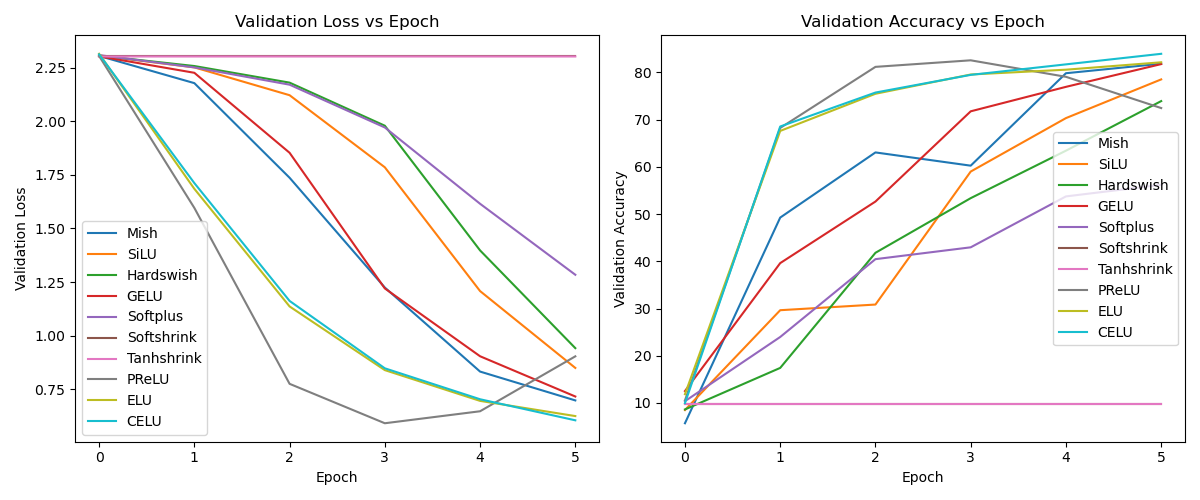 Validation Loss vs Epoch
Validation Loss
2.25
2.00
1.75
1.50
1.25
1.00
0.75
Mish
SiLU
Hardswish
GELU
Softplus
Softshrink
Tanhshrink
PReLU
ELU
CELU
0 1 2 3 4 5
Epoch
Validation Accuracy vs Epoch
Validation Accuracy
80
70
60
50
40
30
20
10
Mish
SiLU
Hardswish
GELU
Softplus
Softshrink
Tanhshrink
PReLU
ELU
CELU
0 1 2 3 4 5
Epoch